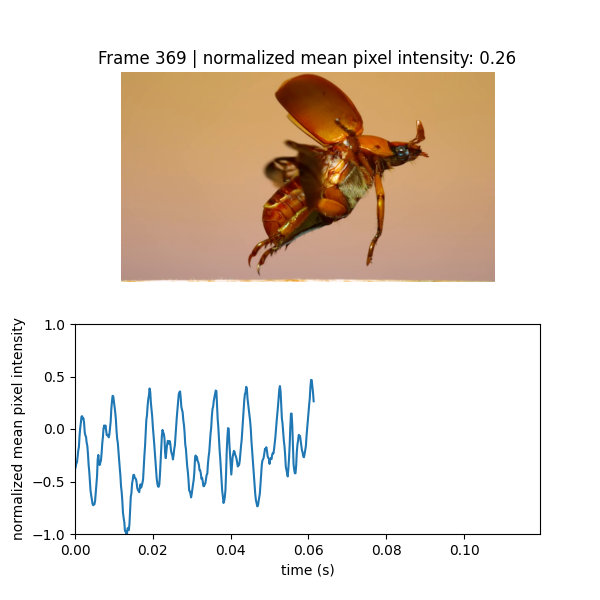 Frame 369 | normalized mean pixel intensity: 0.26
normalized mean pixel intensity
1.0
0.5
0.0
−0.5
−1.0
0.00 0.02 0.04 0.06 0.08 0.10
time (s)